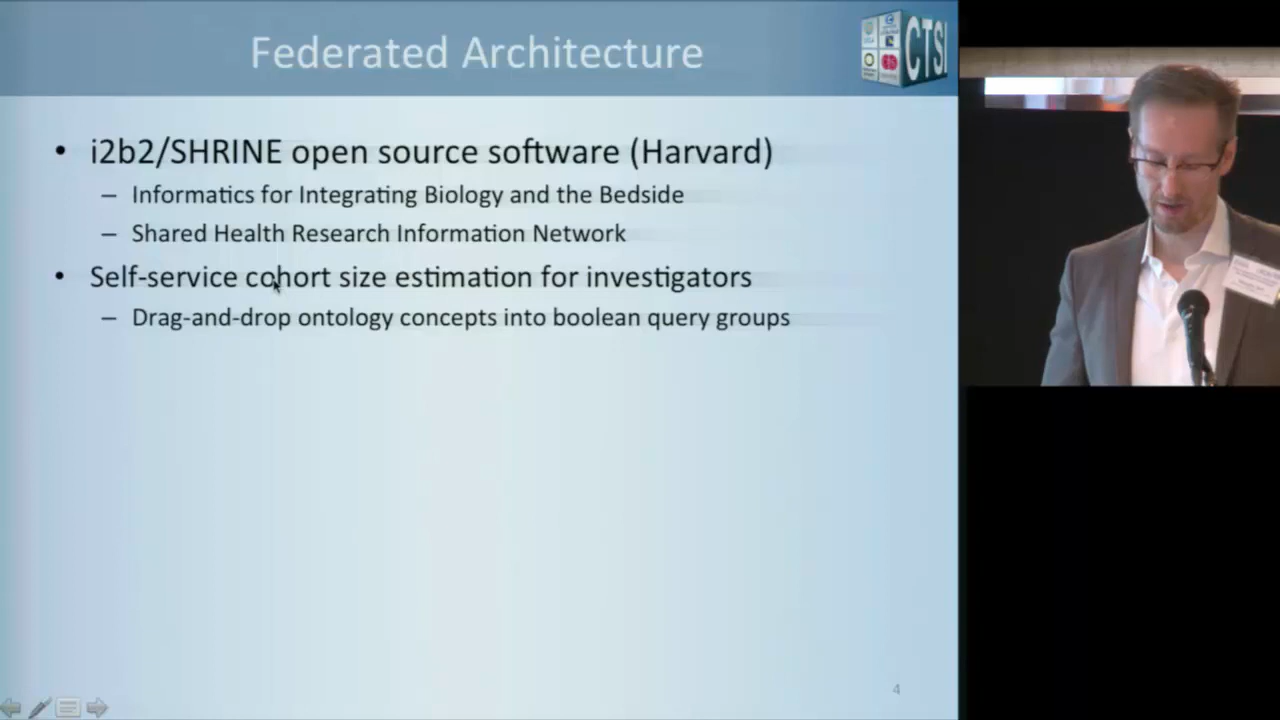 Federated Architecture
CTSI
• i2b2/SHRINE open source software (Harvard)
– Informatics for Integrating Biology and the Bedside
– Shared Health Research Information Network
• Self-service cohort size estimation for investigators
– Drag-and-drop ontology concepts into boolean query groups
4